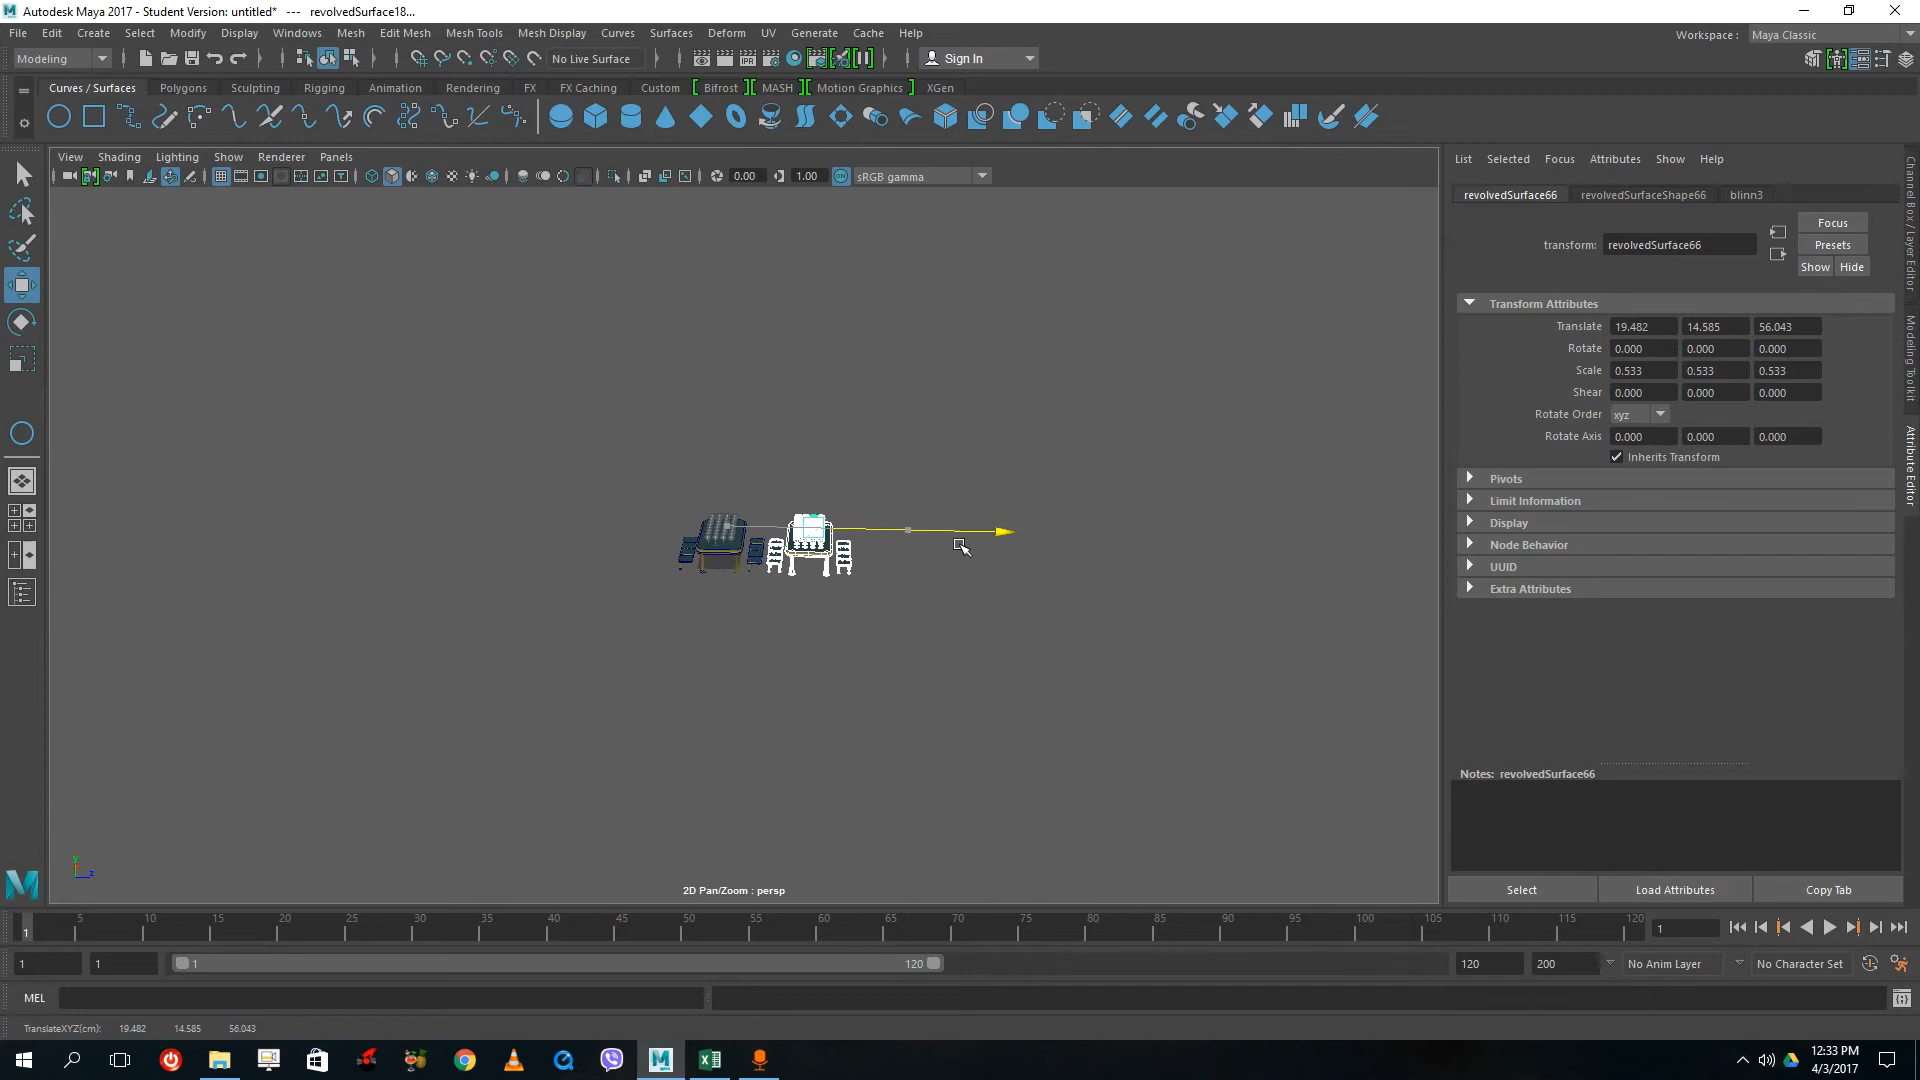 Autodesk Maya 2017 - Student Version: untitled*   ---   revolvedSurface18...
File Edit Create Select Modify Display Windows Mesh Edit Mesh Mesh Tools Mesh Display Curves Surfaces Deform UV Generate Cache Help
Workspace : Maya Classic
Modeling No Live Surface Sign In
Curves / Surfaces Polygons Sculpting Rigging Animation Rendering FX FX Caching Custom Bifrost MASH Motion Graphics XGen
View Shading Lighting Show Renderer Panels
0.00 1.00 ON sRGB gamma
List Selected Focus Attributes Show Help
revolvedSurface66 revolvedSurfaceShape66 blinn3
Focus
transform: revolvedSurface66 Presets
Show Hide
Transform Attributes
Translate 19.482 14.585 56.043
Rotate 0.000 0.000 0.000
Scale 0.533 0.533 0.533
Shear 0.000 0.000 0.000
Rotate Order xyz
Rotate Axis 0.000 0.000 0.000
Inherits Transform
Pivots
Limit Information
Display
Node Behavior
UUID
Extra Attributes
Notes: revolvedSurface66
Select Load Attributes Copy Tab
Channel Box / Layer Editor
Modeling Toolkit
Attribute Editor
y
z
2D Pan/Zoom : persp
5 10 15 20 25 30 35 40 45 50 55 60 65 70 75 80 85 90 95 100 105 110 115 120
1 1
1 1 1 120 120 200 No Anim Layer No Character Set
MEL
TranslateXYZ(cm): 19.482 14.585 56.043
12:33 PM
4/3/2017